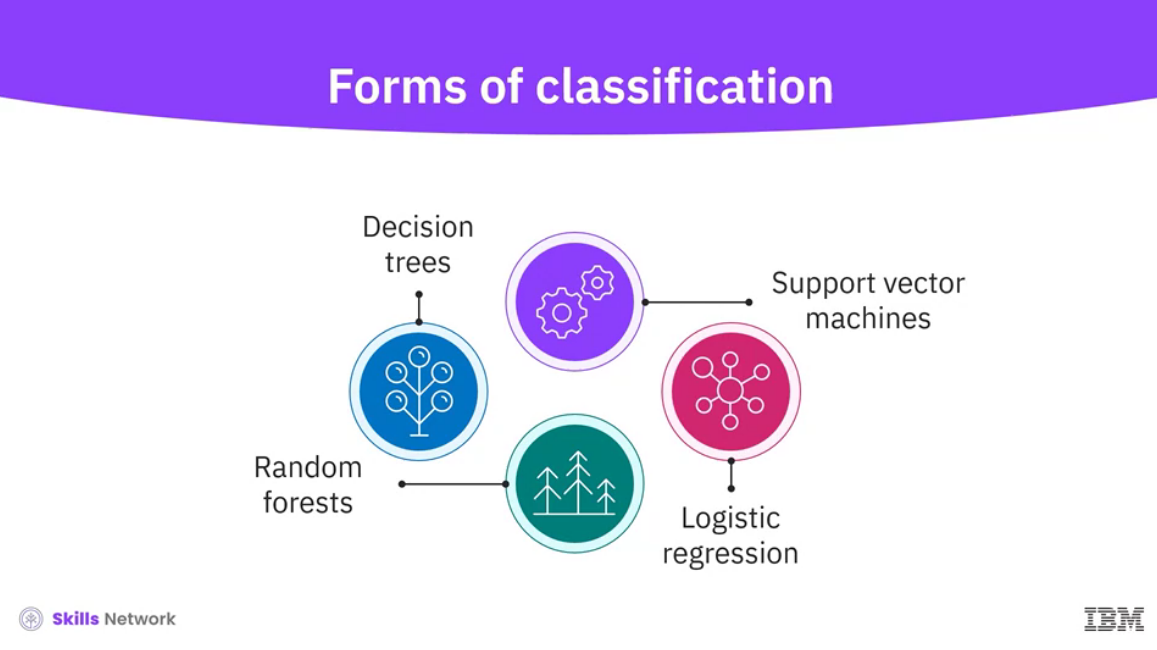 Forms of classification
Decision
trees
Support vector
machines
Random
forests
Logistic
regression
Skills Network
IBM